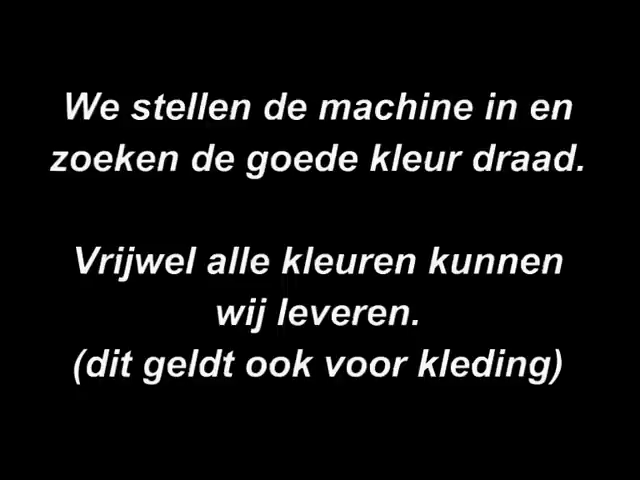 We stellen de machine in en
zoeken de goede kleur draad.
Vrijwel alle kleuren kunnen
wij leveren.
(dit geldt ook voor kleding)